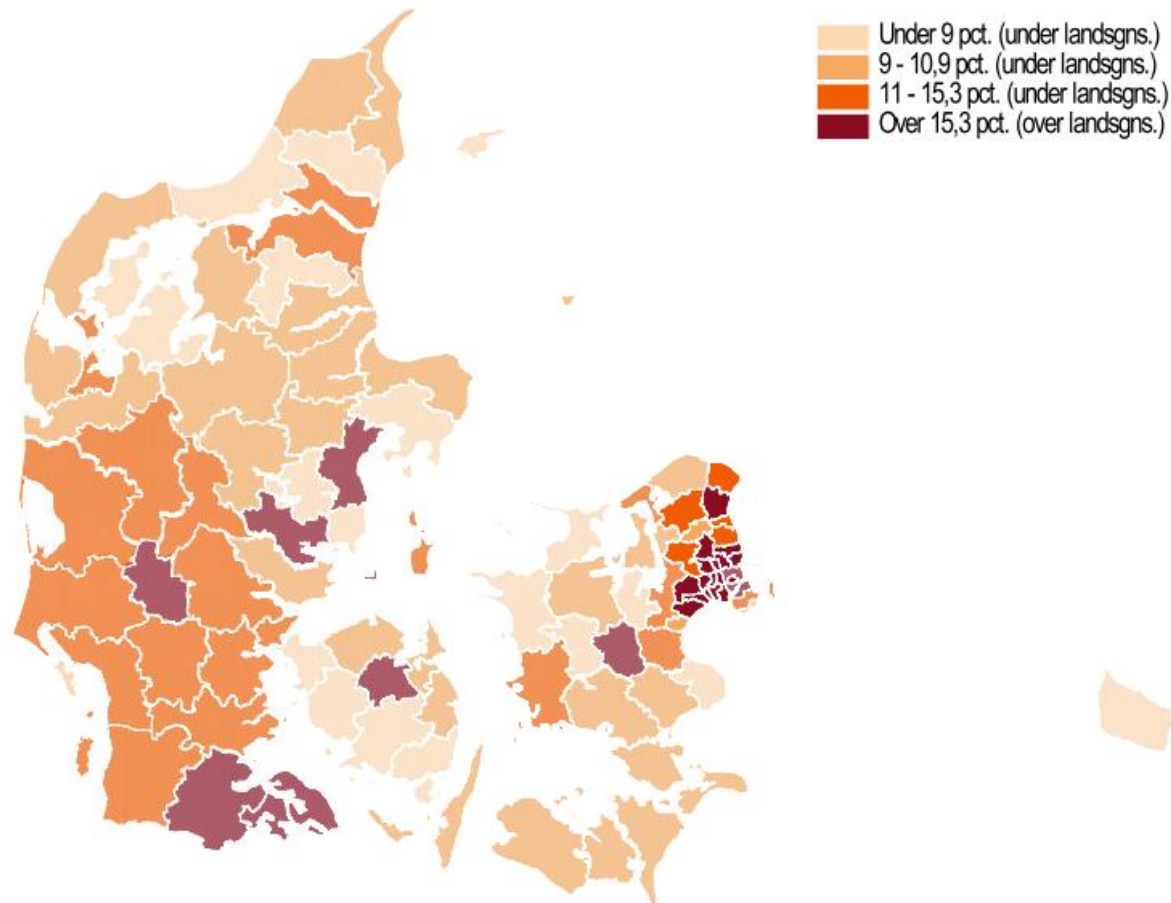 Under 9 pct. (under landsgns.)
9 - 10,9 pct. (under landsgns.)
11 - 15,3 pct. (under landsgns.)
Over 15,3 pct. (over landsgns.)